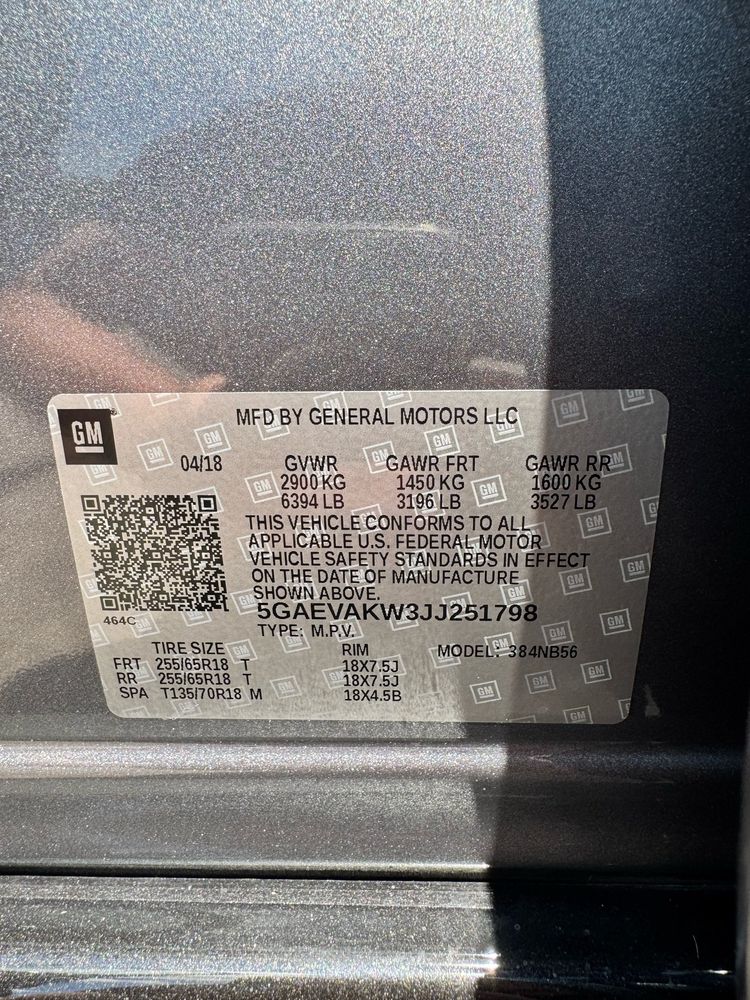 GM
MFD BY GENERAL MOTORS LLC
04/18 GVWR GAWR FRT GAWR RR
2900 KG 1450 KG 1600 KG
6394 LB 3196 LB 3527 LB
THIS VEHICLE CONFORMS TO ALL
APPLICABLE U.S. FEDERAL MOTOR
VEHICLE SAFETY STANDARDS IN EFFECT
ON THE DATE OF MANUFACTURE
SHOWN ABOVE.
464C
5GAEVAKW3JJ251798
TYPE: M.P.V.
TIRE SIZE RIM MODEL: 384NB56
FRT 255/65R18 T 18X7.5J
RR 255/65R18 T 18X7.5J
SPA T135/70R18 M 18X4.5B